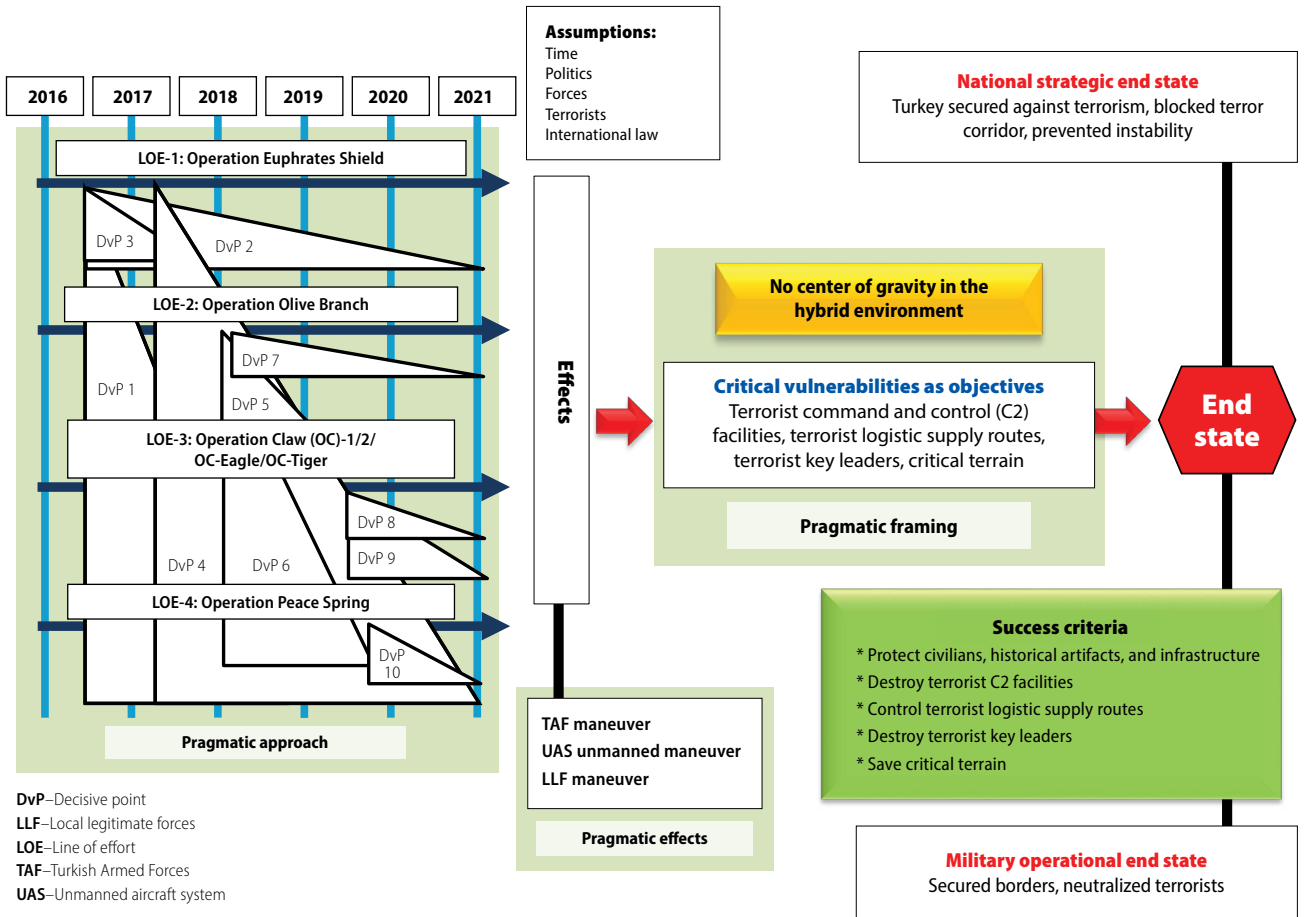 Assumptions:
Time
Politics
Forces
Terrorists
International law
2016
2017
2018
2019
2020
2021
LOE-1: Operation Euphrates Shield
DvP 3
DvP 2
LOE-2: Operation Olive Branch
DvP 7
DvP 1
DvP 5
LOE-3: Operation Claw (OC)-1/2/
OC-Eagle/OC-Tiger
DvP 8
DvP 9
DvP 4
DvP 6
LOE-4: Operation Peace Spring
DvP
10
Pragmatic approach
DvP–Decisive point
LLF–Local legitimate forces
LOE–Line of effort
TAF–Turkish Armed Forces
UAS–Unmanned aircraft system
Effects
TAF maneuver
UAS unmanned maneuver
LLF maneuver
Pragmatic effects
No center of gravity in the
hybrid environment
Critical vulnerabilities as objectives
Terrorist command and control (C2)
facilities, terrorist logistic supply routes,
terrorist key leaders, critical terrain
Pragmatic framing
National strategic end state
Turkey secured against terrorism, blocked terror
corridor, prevented instability
End
state
Success criteria
* Protect civilians, historical artifacts, and infrastructure
* Destroy terrorist C2 facilities
* Control terrorist logistic supply routes
* Destroy terrorist key leaders
* Save critical terrain
Military operational end state
Secured borders, neutralized terrorists